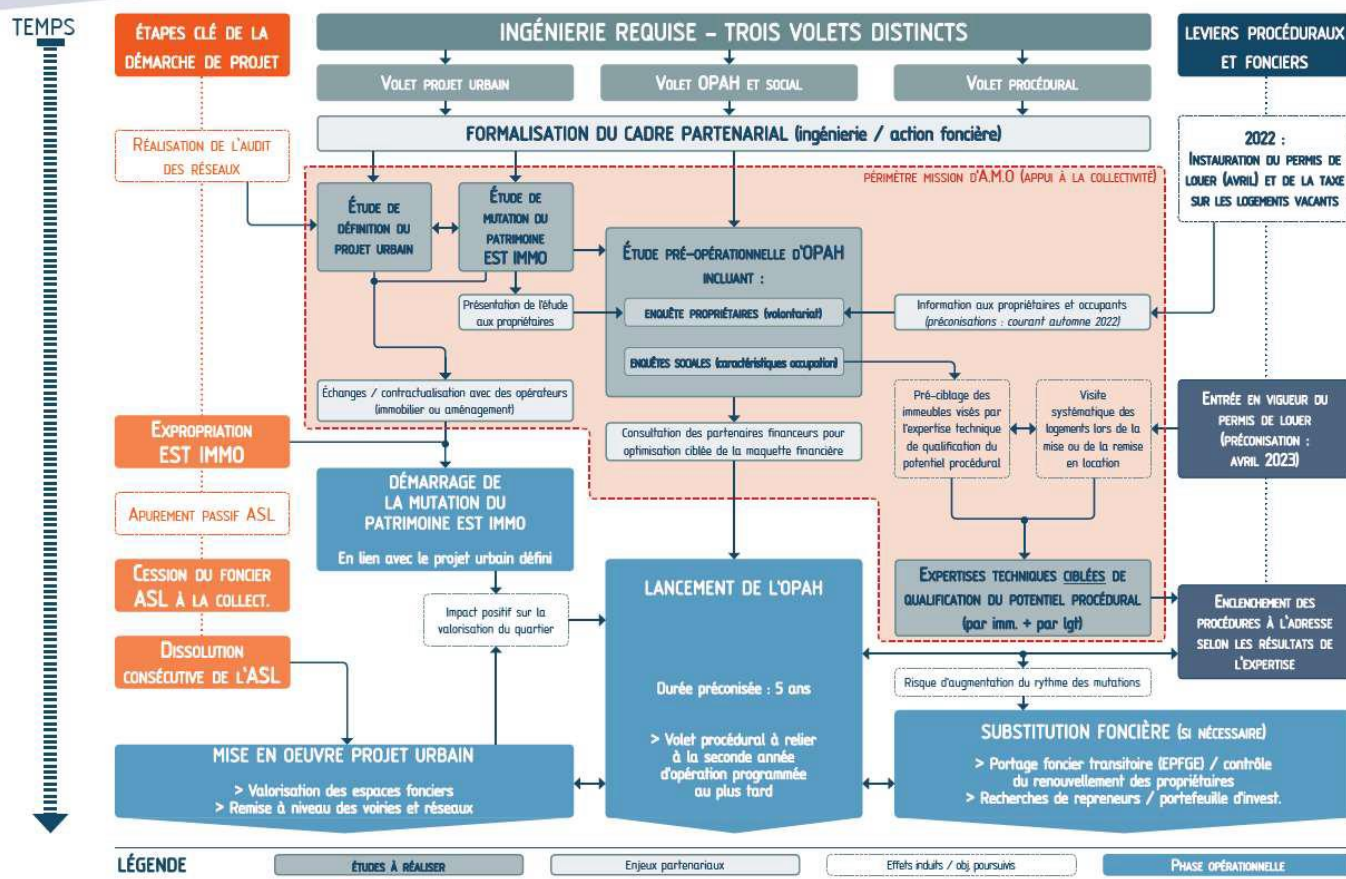 TEMPS
ÉTAPES CLÉ DE LA
DÉMARCHE DE PROJET
INGÉNIERIE REQUISE – TROIS VOLETS DISTINCTS
LEVIERS PROCÉDURAUX
ET FONCIERS
VOLET PROJET URBAIN
VOLET OPAH ET SOCIAL
VOLET PROCÉDURAL
FORMALISATION DU CADRE PARTENARIAL (ingénierie / action foncière)
RÉALISATION DE L'AUDIT
DES RÉSEAUX
2022 :
INSTAURATION DU PERMIS DE
LOUER (AVRIL) ET DE LA TAXE
SUR LES LOGEMENTS VACANTS
PÉRIMÈTRE MISSION D'A.M.O (APPUI À LA COLLECTIVITÉ)
ÉTUDE DE
DÉFINITION DU
PROJET URBAIN
ÉTUDE DE
MUTATION DU
PATRIMOINE
EST IMMO
ÉTUDE PRÉ-OPÉRATIONNELLE D'OPAH
INCLUANT :
Présentation de l'étude
aux propriétaires
ENQUÊTE PROPRIÉTAIRES (volontariat)
Information aux propriétaires et occupants
(préconisations : courant automne 2022)
ENQUÊTES SOCIALES (caractéristiques occupation)
Échanges / contractualisation avec des opérateurs
(immobilier ou aménagement)
Pré-ciblage des
immeubles visés par
l'expertise technique
de qualification du
potentiel procédural
Visite
systématique des
logements lors de la
mise ou de la remise
en location
ENTRÉE EN VIGUEUR DU
PERMIS DE LOUER
(PRÉCONISATION :
AVRIL 2023)
EXPROPRIATION
EST IMMO
Consultation des partenaires financeurs pour
optimisation ciblée de la maquette financière
DÉMARRAGE DE
LA MUTATION DU
PATRIMOINE EST IMMO
En lien avec le projet urbain défini
APUREMENT PASSIF ASL
CESSION DU FONCIER
ASL À LA COLLECT.
Impact positif sur la
valorisation du quartier
LANCEMENT DE L'OPAH
Durée préconisée : 5 ans
> Volet procédural à relier
à la seconde année
d'opération programmée
au plus tard
EXPERTISES TECHNIQUES CIBLÉES DE
QUALIFICATION DU POTENTIEL PROCÉDURAL
(par imm. + par lgt)
ENCLENCHEMENT DES
PROCÉDURES À L'ADRESSE
SELON LES RÉSULTATS DE
L'EXPERTISE
DISSOLUTION
CONSÉCUTIVE DE L'ASL
Risque d'augmentation du rythme des mutations
MISE EN OEUVRE PROJET URBAIN
> Valorisation des espaces fonciers
> Remise à niveau des voiries et réseaux
SUBSTITUTION FONCIÈRE (SI NÉCESSAIRE)
> Portage foncier transitoire (EPFGE) / contrôle
du renouvellement des propriétaires
> Recherches de repreneurs / portefeuille d'invest.
LÉGENDE
ÉTUDES À RÉALISER
Enjeux partenariaux
Effets induits / obj. poursuivis
PHASE OPÉRATIONNELLE